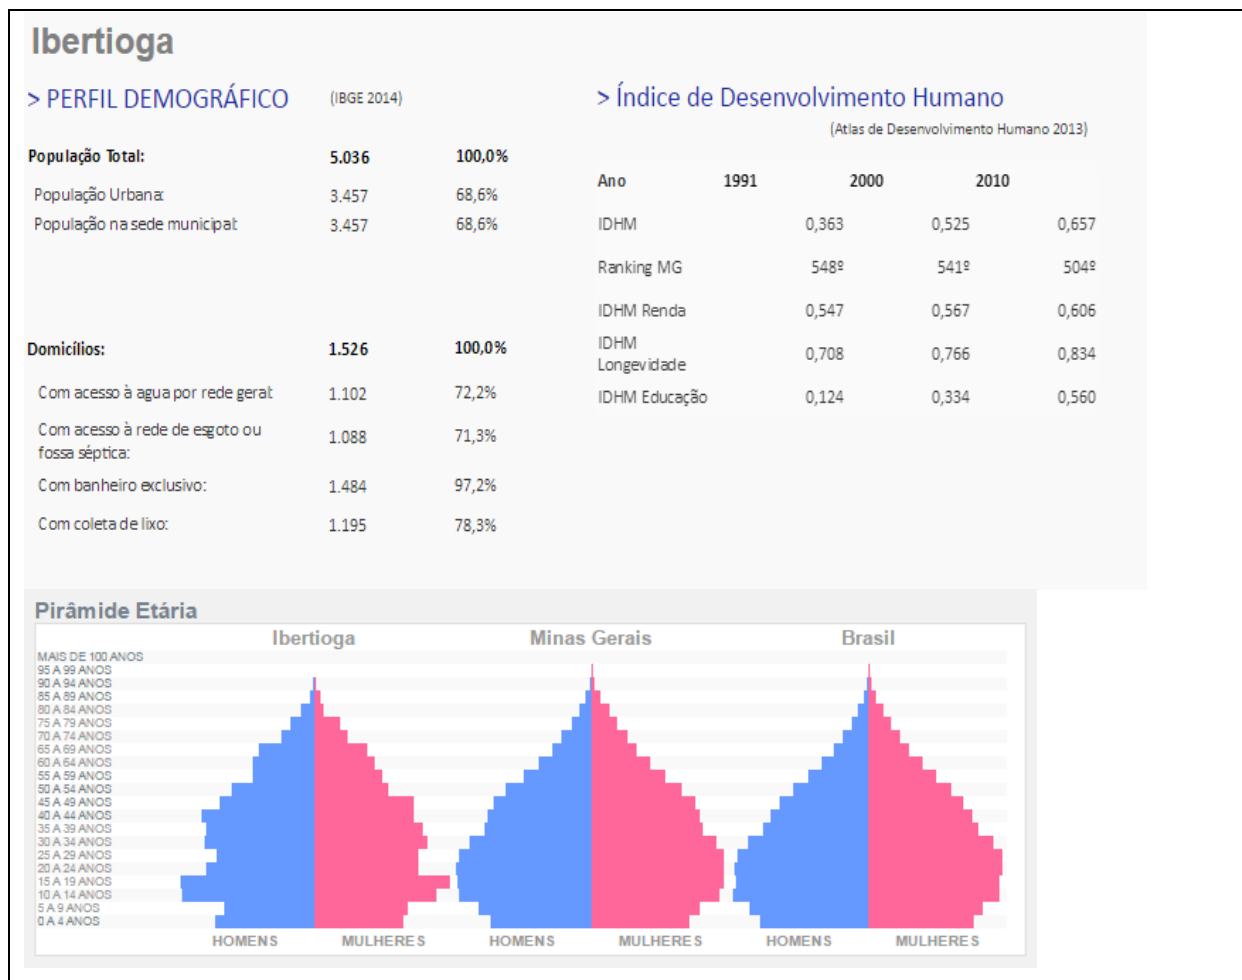 Ibertioga
> PERFIL DEMOGRÁFICO (IBGE 2014)
População Total: 5.036 100,0%
População Urbana: 3.457 68,6%
População na sede municipal: 3.457 68,6%
Domicílios: 1.526 100,0%
Com acesso à agua por rede geral: 1.102 72,2%
Com acesso à rede de esgoto ou
fossa séptica: 1.088 71,3%
Com banheiro exclusivo: 1.484 97,2%
Com coleta de lixo: 1.195 78,3%
> Índice de Desenvolvimento Humano
(Atlas de Desenvolvimento Humano 2013)
Ano 1991 2000 2010
IDHM 0,363 0,525 0,657
Ranking MG 548º 541º 504º
IDHM Renda 0,547 0,567 0,606
IDHM
Longevidade 0,708 0,766 0,834
IDHM Educação 0,124 0,334 0,560
Pirâmide Etária
Ibertioga Minas Gerais Brasil
MAIS DE 100 ANOS
95 A 99 ANOS
90 A 94 ANOS
85 A 89 ANOS
80 A 84 ANOS
75 A 79 ANOS
70 A 74 ANOS
65 A 69 ANOS
60 A 64 ANOS
55 A 59 ANOS
50 A 54 ANOS
45 A 49 ANOS
40 A 44 ANOS
35 A 39 ANOS
30 A 34 ANOS
25 A 29 ANOS
20 A 24 ANOS
15 A 19 ANOS
10 A 14 ANOS
5 A 9 ANOS
0 A 4 ANOS
HOMENS MULHERES HOMENS MULHERES HOMENS MULHERES